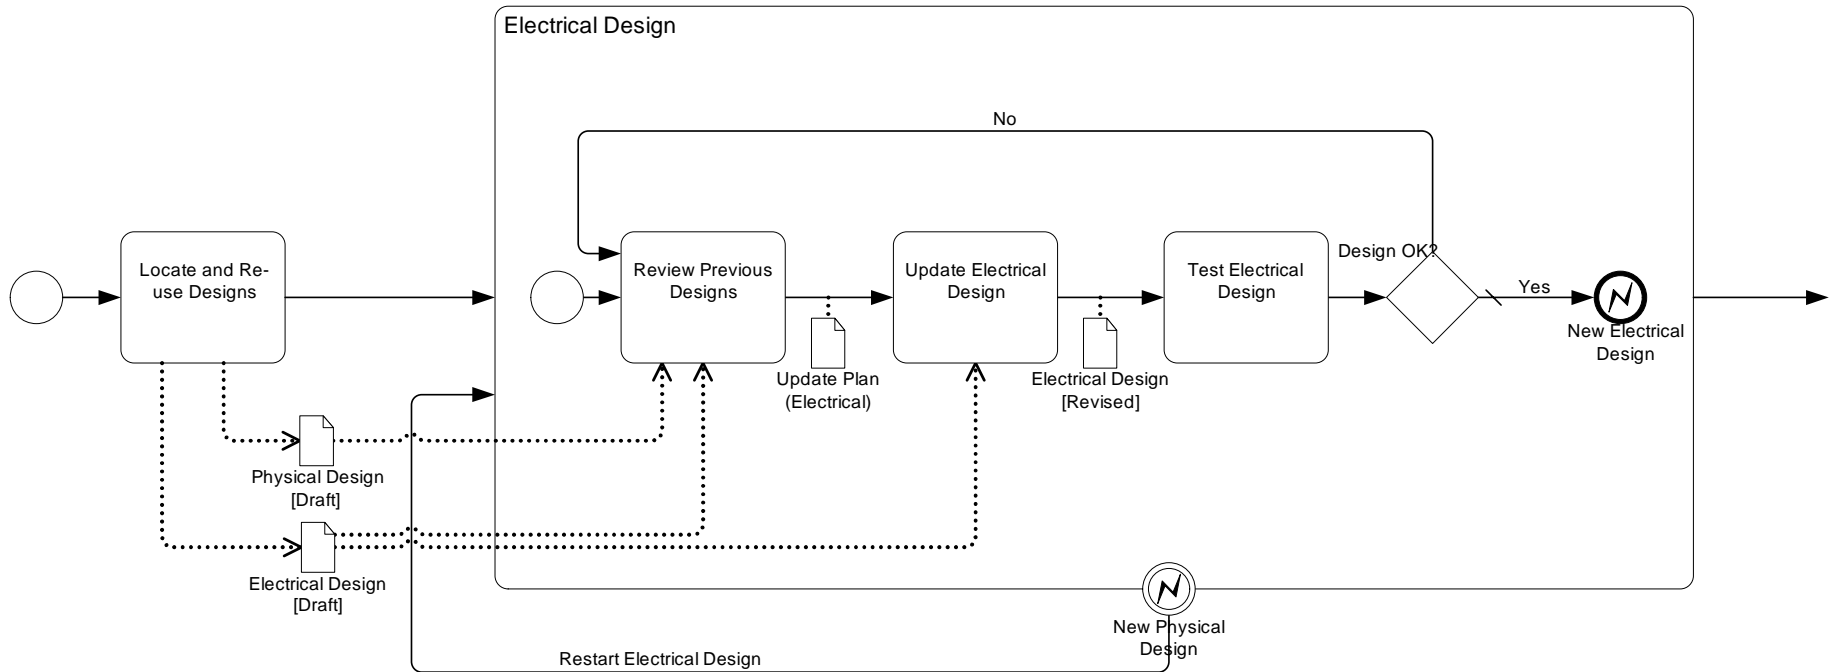 Electrical Design
No
Locate and Re-
use Designs
Review Previous
Designs
Update Electrical
Design
Test Electrical
Design
Design OK?
Yes
New Electrical
Design
Update Plan
(Electrical)
Electrical Design
[Revised]
Physical Design
[Draft]
Electrical Design
[Draft]
New Physical
Design
Restart Electrical Design